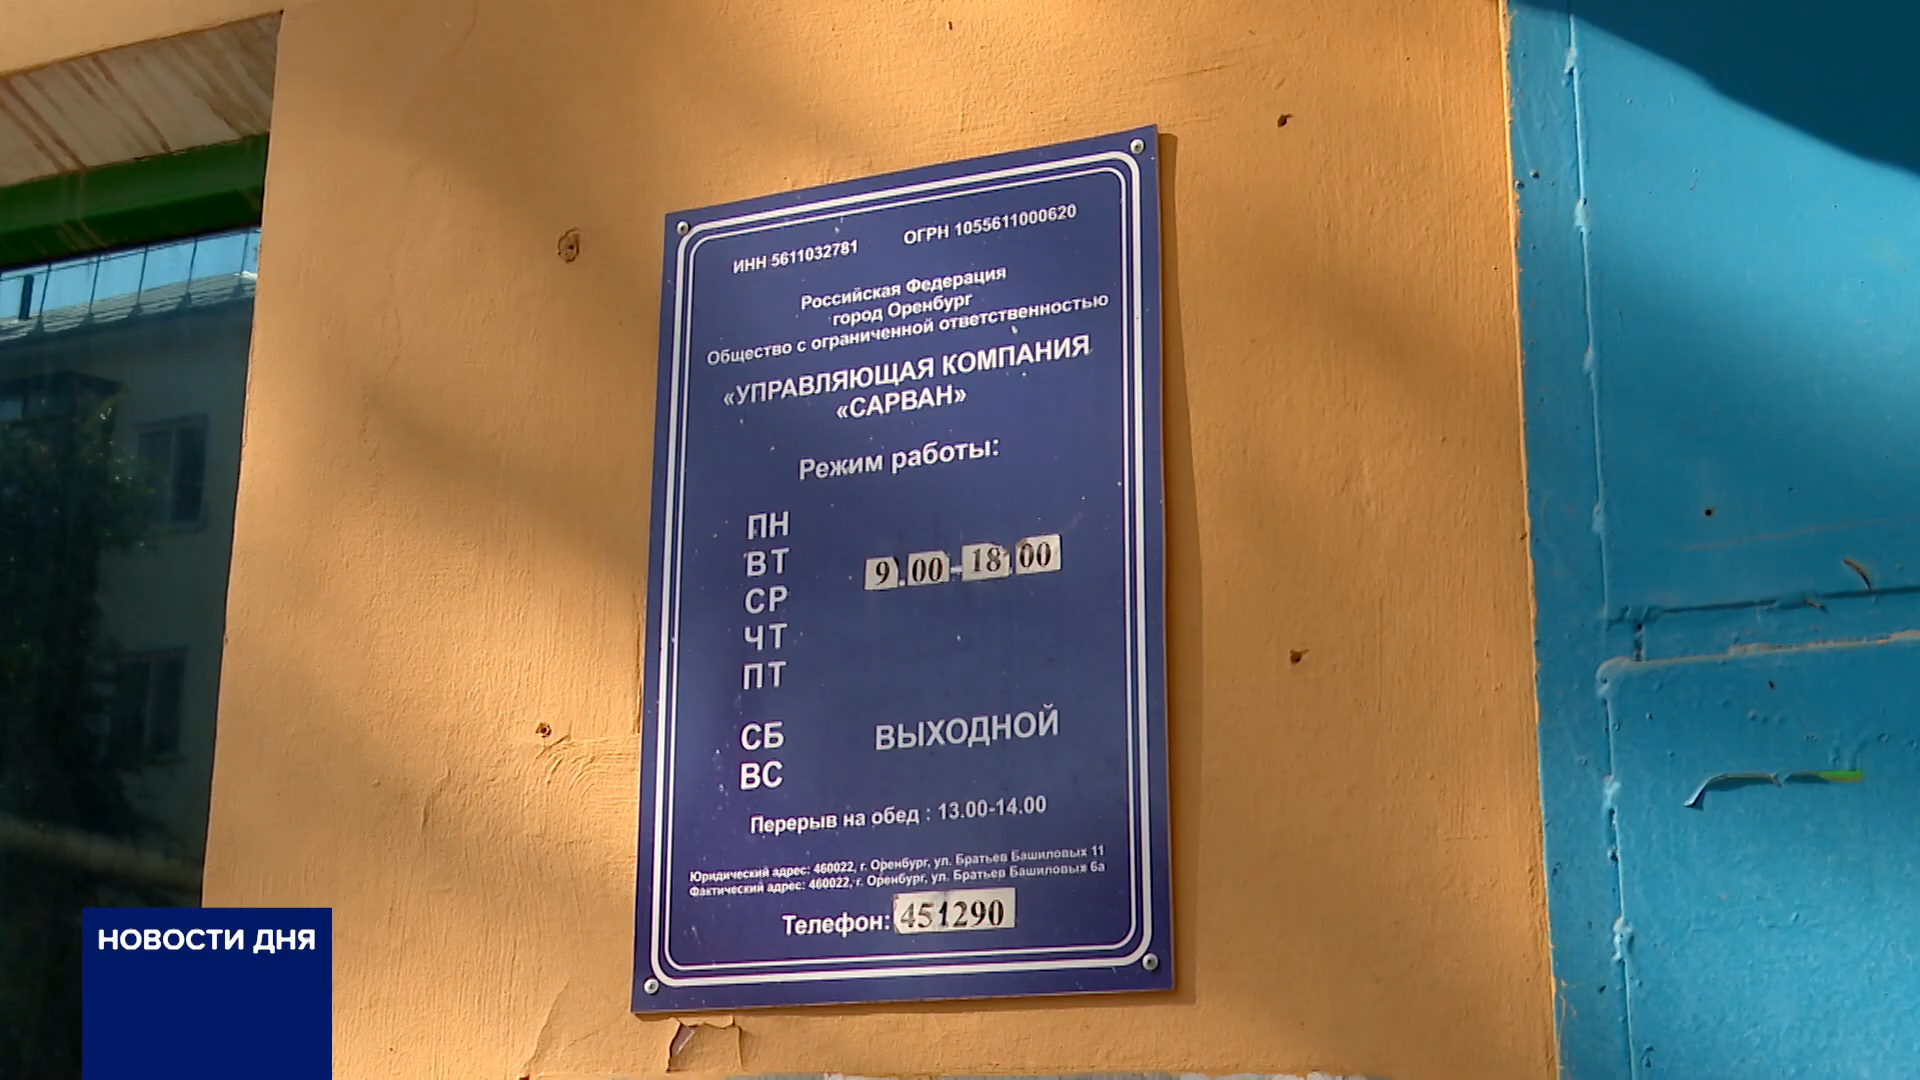 ИНН 5611032781 ОГРН 1055611000620
Российская Федерация
город Оренбург
Общество с ограниченной ответственностью
«УПРАВЛЯЮЩАЯ КОМПАНИЯ
«САРВАН»
Режим работы:
ПН
ВТ 9.00-18.00
СР
ЧТ
ПТ
СБ ВЫХОДНОЙ
ВС
Перерыв на обед : 13.00-14.00
Юридический адрес: 460022, г. Оренбург, ул. Братьев Башиловых 11
Фактический адрес: 460022, г. Оренбург, ул. Братьев Башиловых 6а
Телефон: 451290
НОВОСТИ ДНЯ